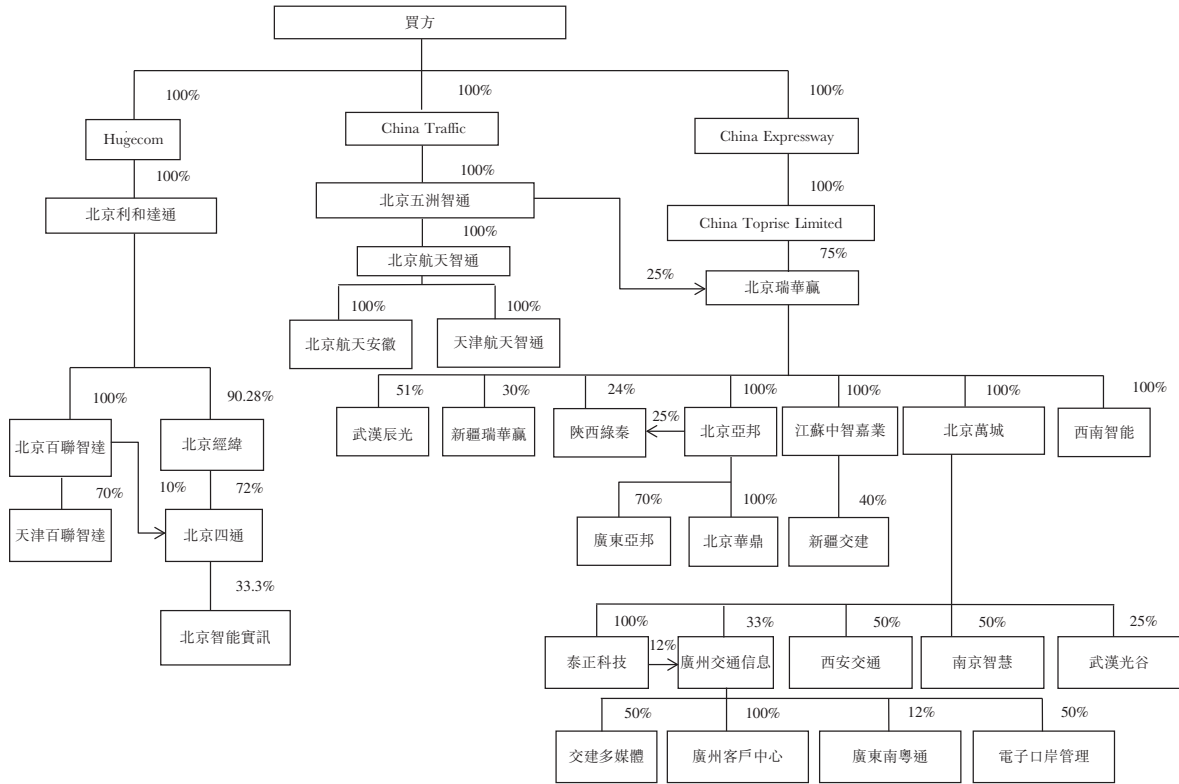 買方
100%
100%
100%
Hugecom
China Traffic
China Expressway
100%
100%
100%
北京利和達通
北京五洲智通
China Toprise Limited
100%
75%
25%
北京航天智通
北京瑞華贏
100%
100%
北京航天安徽
天津航天智通
100%
90.28%
51%
30%
24%
100%
100%
100%
100%
北京百聯智達
北京經緯
武漢辰光
新疆瑞華贏
陝西綠秦
25%
北京亞邦
江蘇中智嘉業
北京萬城
西南智能
70%
10%
72%
70%
100%
40%
天津百聯智達
北京四通
廣東亞邦
北京華鼎
新疆交建
33.3%
北京智能實訊
100%
33%
50%
50%
25%
12%
泰正科技
廣州交通信息
西安交通
南京智慧
武漢光谷
50%
100%
12%
50%
交建多媒體
廣州客戶中心
廣東南粵通
電子口岸管理